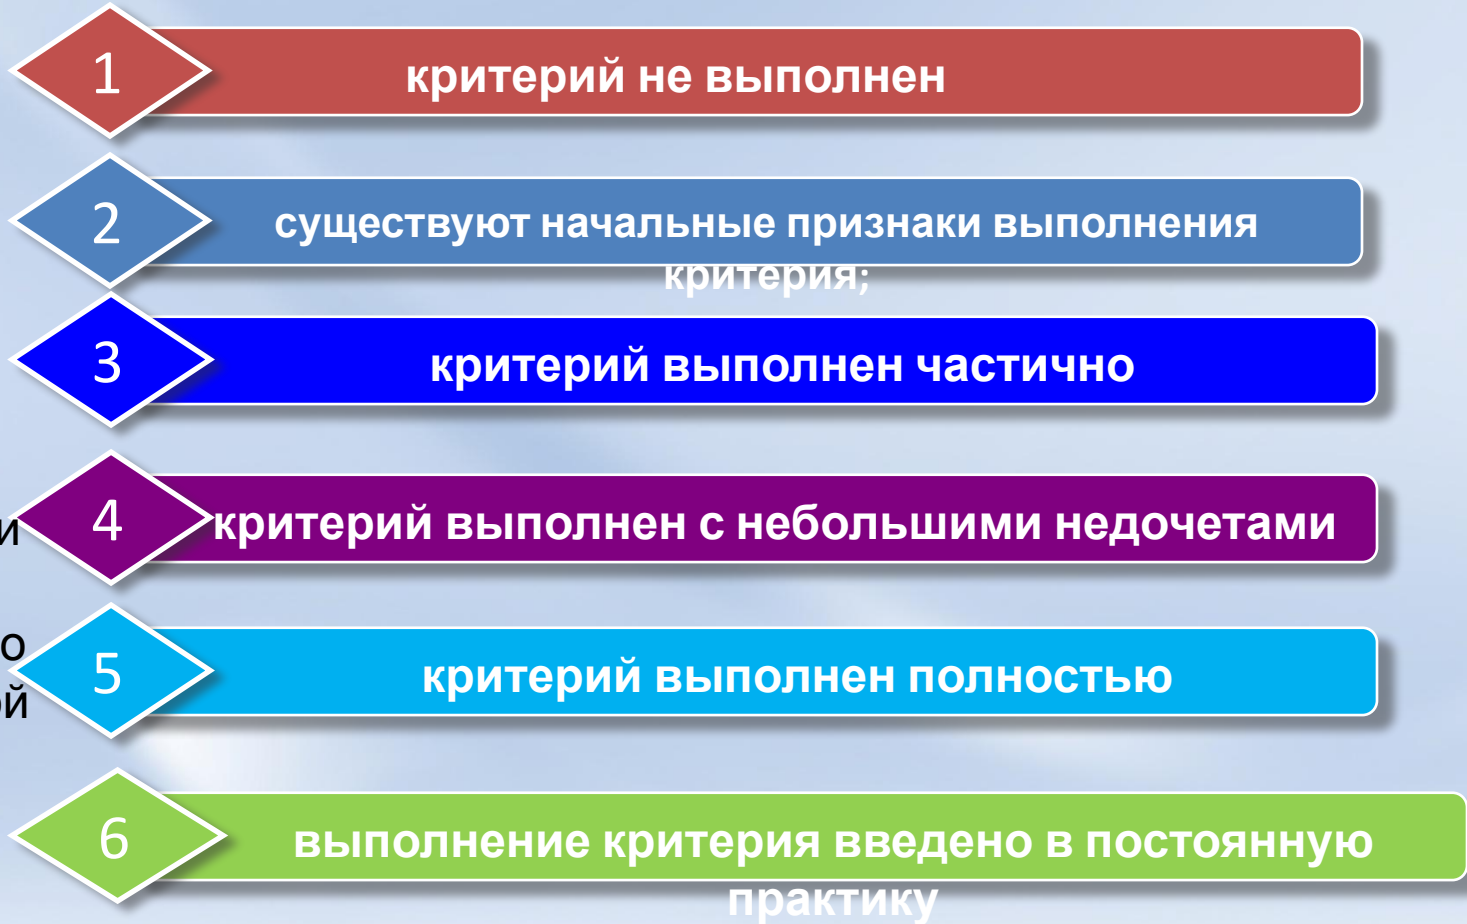 1
критерий не выполнен
2
существуют начальные признаки выполнения
критерия;
3
критерий выполнен частично
4
критерий выполнен с небольшими недочетами
5
критерий выполнен полностью
6
выполнение критерия введено в постоянную
практику